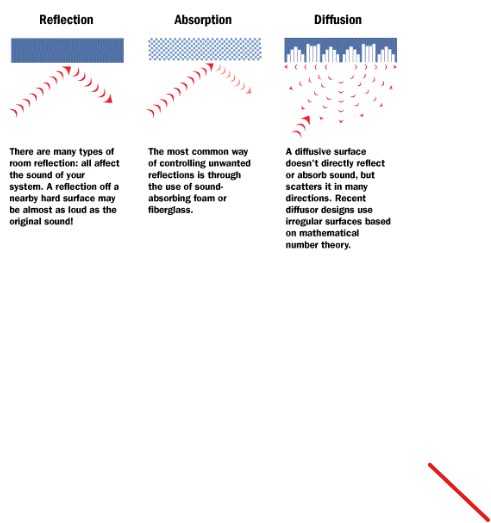 Reflection
Absorption
Diffusion
There are many types of
room reflection: all affect
the sound of your
system. A reflection off a
nearby hard surface may
be almost as loud as the
original sound!
The most common way
of controlling unwanted
reflections is through
the use of sound-
absorbing foam or
fiberglass.
A diffusive surface
doesn't directly reflect
or absorb sound, but
scatters it in many
directions. Recent
diffusor designs use
irregular surfaces based
on mathematical
number theory.